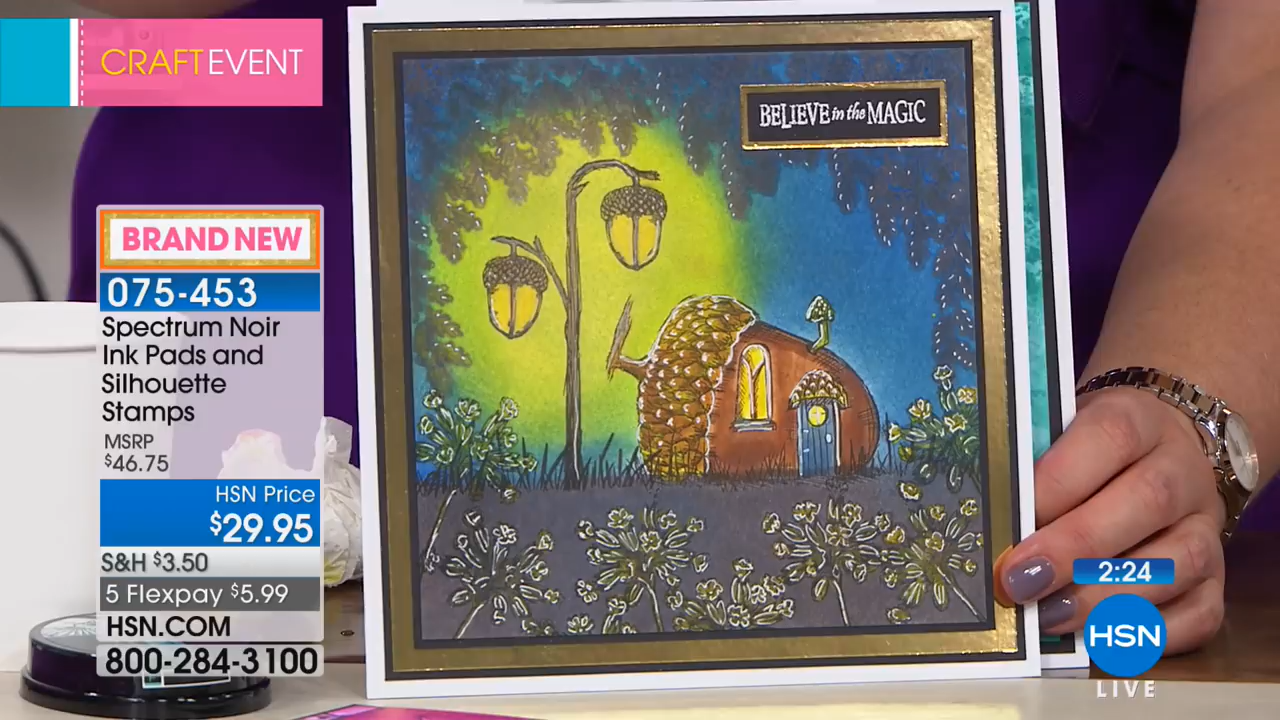 CRAFT EVENT
BELIEVE in the MAGIC
BRAND NEW
075-453
Spectrum Noir
Ink Pads and
Silhouette
Stamps
MSRP
$46.75
HSN Price
$29.95
S&H $3.50
5 Flexpay $5.99
HSN.COM
800-284-3100
2:24
HSN
LIVE